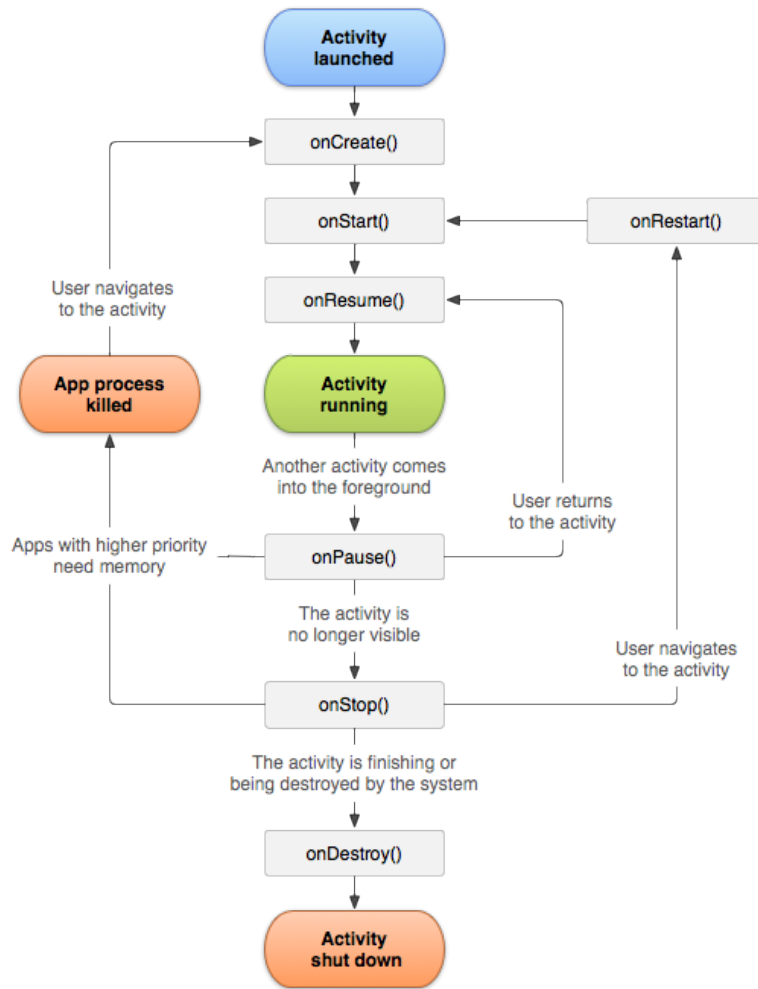 Activity
launched
onCreate()
onStart()
onRestart()
User navigates
to the activity
onResume()
App process
killed
Activity
running
Another activity comes
into the foreground
User returns
to the activity
Apps with higher priority
need memory
onPause()
The activity is
no longer visible
User navigates
to the activity
onStop()
The activity is finishing or
being destroyed by the system
onDestroy()
Activity
shut down